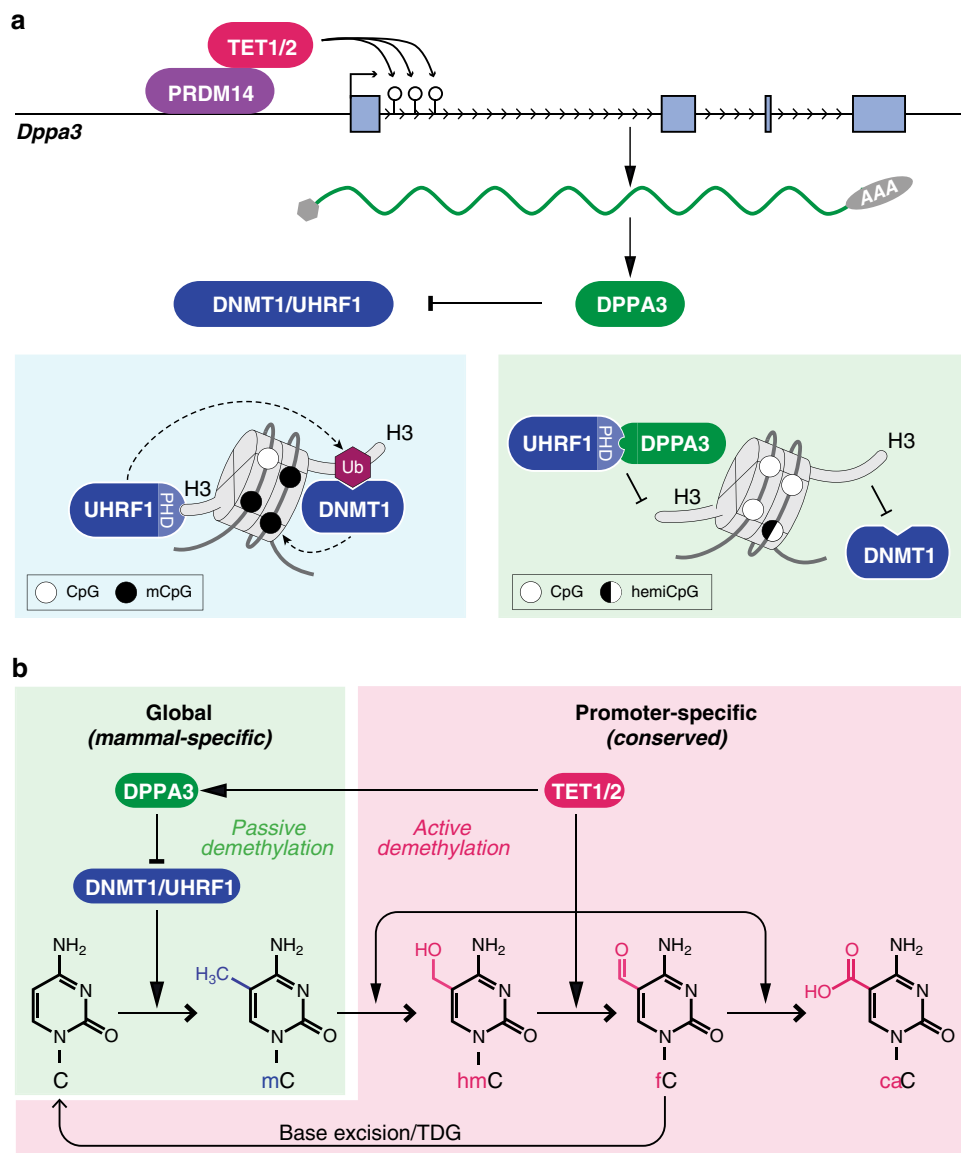 a
TET1/2
PRDM14
Dppa3
AAA
DNMT1/UHRF1
DPPA3
H3
Ub
UHRF1
PHD
H3
DNMT1
CpG
mCpG
UHRF1
PHD
DPPA3
H3
H3
DNMT1
CpG
hemiCpG
b
Global
(mammal-specific)
Promoter-specific
(conserved)
DPPA3
TET1/2
Passive
demethylation
Active
demethylation
DNMT1/UHRF1
NH2
N
N
O
C
H3C
NH2
N
N
O
mC
HO
NH2
N
N
O
hmC
O
NH2
N
N
O
fC
O
HO
NH2
N
N
O
caC
Base excision/TDG